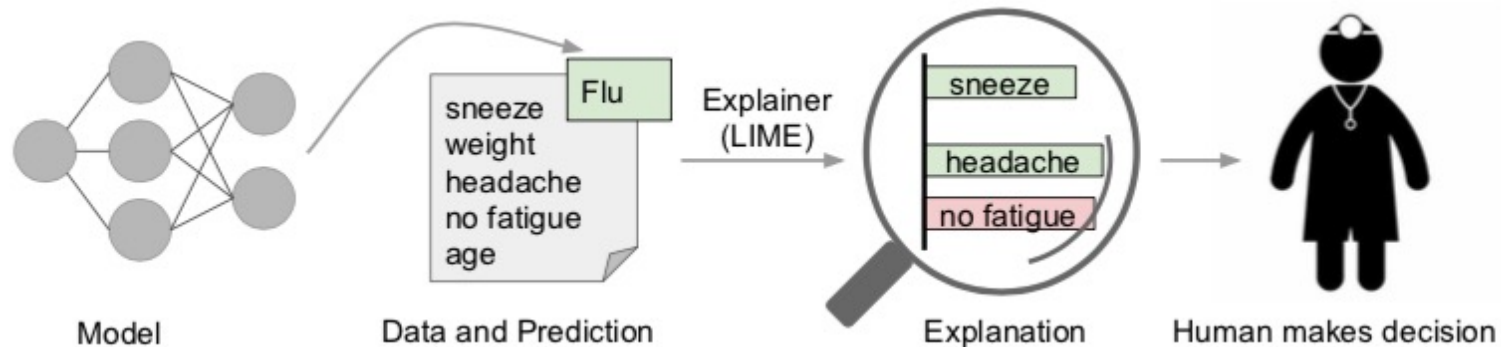 Flu
sneeze
weight
headache
no fatigue
age
Explainer
(LIME)
sneeze
headache
no fatigue
Model
Data and Prediction
Explanation
Human makes decision